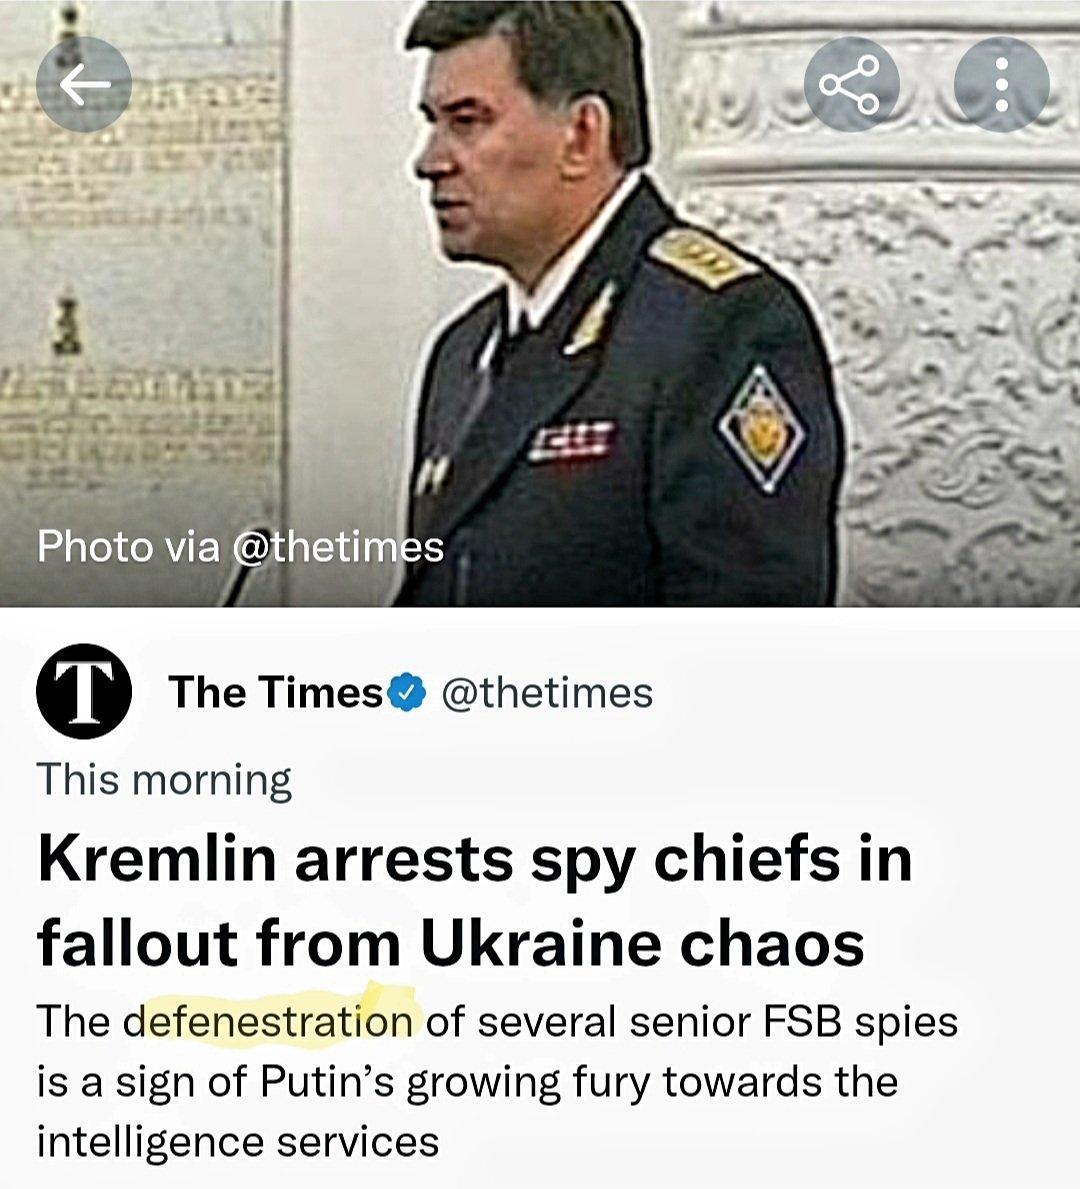 Photo via @thetimes
The Times @thetimes
This morning
Kremlin arrests spy chiefs in
fallout from Ukraine chaos
The defenestration of several senior FSB spies
is a sign of Putin’s growing fury towards the
intelligence services